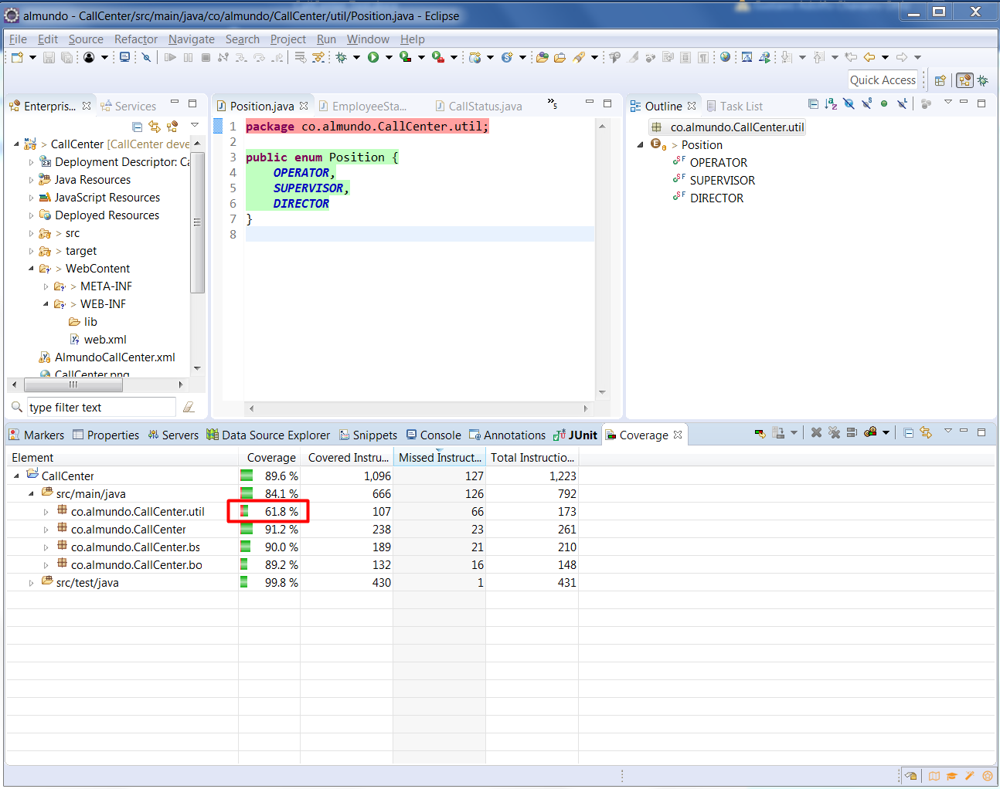 almundo - CallCenter/src/main/java/co/almundo/CallCenter/util/Position.java - Eclipse
File Edit Source Refactor Navigate Search Project Run Window Help
Quick Access
Enterpris... Services
> CallCenter [CallCenter deve
Deployment Descriptor: Ca
Java Resources
JavaScript Resources
Deployed Resources
> src
> target
> WebContent
> META-INF
> WEB-INF
lib
web.xml
AlmundoCallCenter.xml
CallCenter.png
type filter text
Position.java EmployeeSta... CallStatus.java »5
1 package co.almundo.CallCenter.util;
2
3 public enum Position {
4 OPERATOR,
5 SUPERVISOR,
6 DIRECTOR
7 }
8
Outline Task List
co.almundo.CallCenter.util
> Position
OPERATOR
SUPERVISOR
DIRECTOR
Markers Properties Servers Data Source Explorer Snippets Console Annotations JUnit Coverage
Element Coverage Covered Instru... Missed Instruct... Total Instructio...
CallCenter 89.6 % 1,096 127 1,223
src/main/java 84.1 % 666 126 792
co.almundo.CallCenter.util 61.8 % 107 66 173
co.almundo.CallCenter 91.2 % 238 23 261
co.almundo.CallCenter.bs 90.0 % 189 21 210
co.almundo.CallCenter.bo 89.2 % 132 16 148
src/test/java 99.8 % 430 1 431